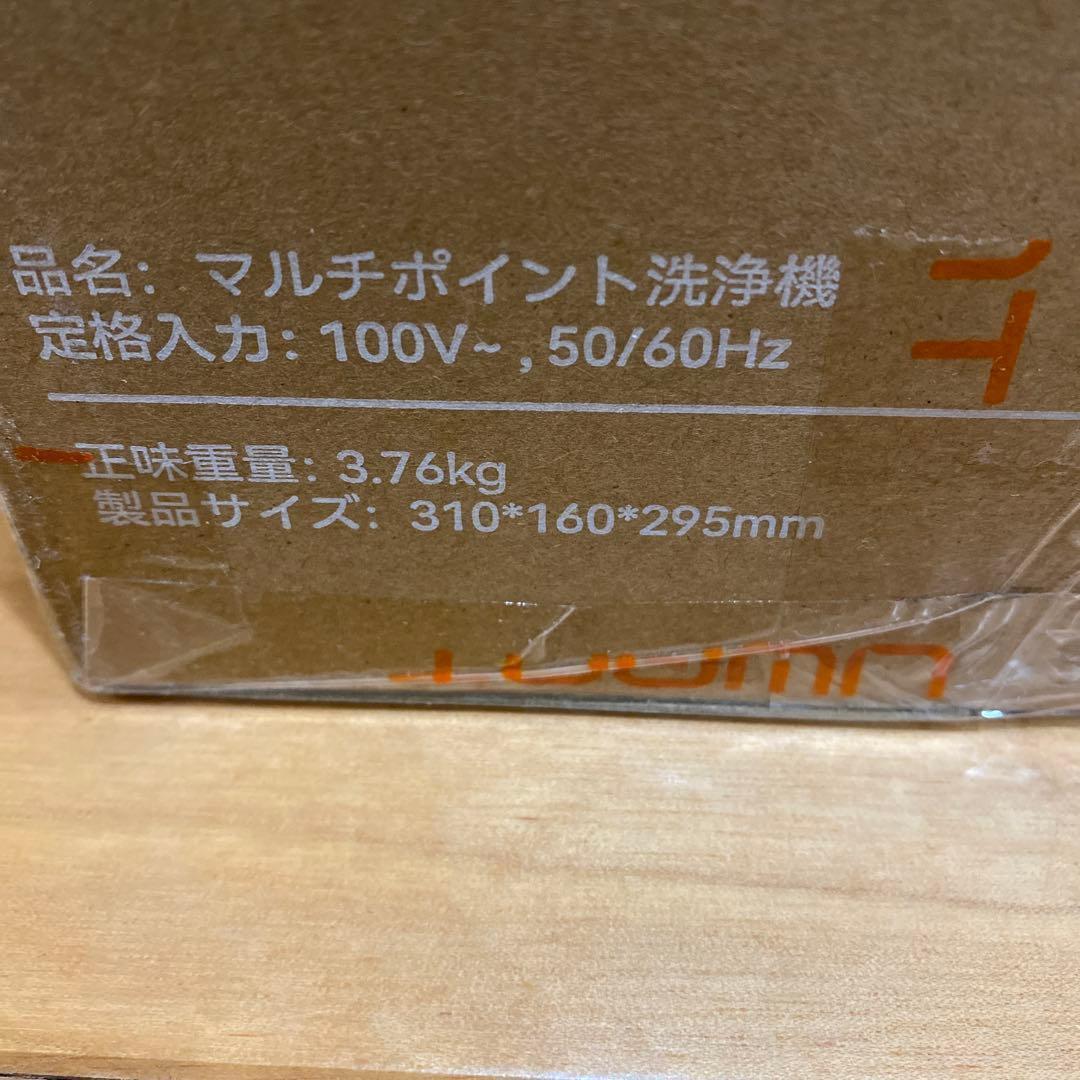 品名: マルチポイント洗浄機
定格入力: 100V~ , 50/60Hz
正味重量: 3.76kg
製品サイズ: 310*160*295mm